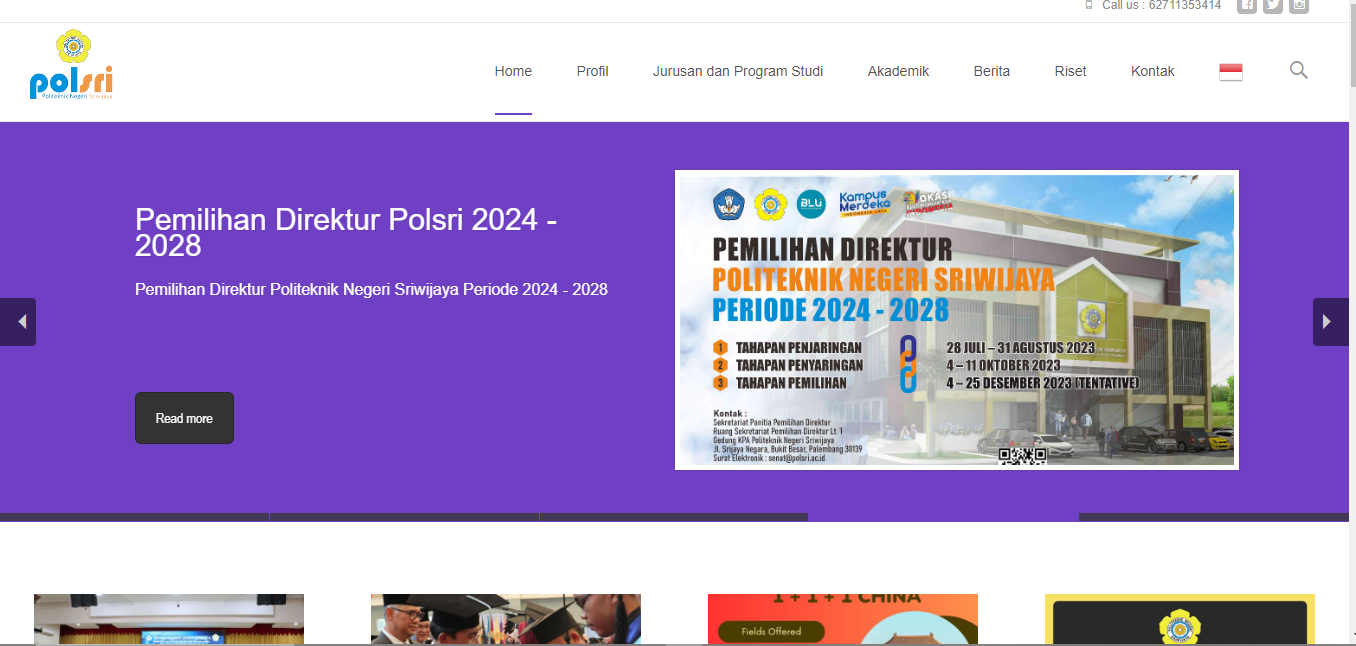 Call us : 62711353414
polsri
Politeknik Negeri Sriwijaya
Home
Profil
Jurusan dan Program Studi
Akademik
Berita
Riset
Kontak
Pemilihan Direktur Polsri 2024 -
2028
Pemilihan Direktur Politeknik Negeri Sriwijaya Periode 2024 - 2028
Read more
BLU
Kampus
Merdeka
INDONESIA JAYA
PEMILIHAN DIREKTUR
POLITEKNIK NEGERI SRIWIJAYA
PERIODE 2024 - 2028
1 TAHAPAN PENJARINGAN 28 JULI – 31 AGUSTUS 2023
2 TAHAPAN PENYARINGAN 4 – 11 OKTOBER 2023
3 TAHAPAN PEMILIHAN 4 – 25 DESEMBER 2023 (TENTATIVE)
Kontak :
Sekretariat Panitia Pemilihan Direktur
Ruang Sekretariat Pemilihan Direktur Lt. 1
Gedung KPA Politeknik Negeri Sriwijaya
Jl. Srijaya Negara, Bukit Besar, Palembang 30139
Surat Elektronik : senat@polsri.ac.id
1 + 1 + 1 CHINA
Fields Offered